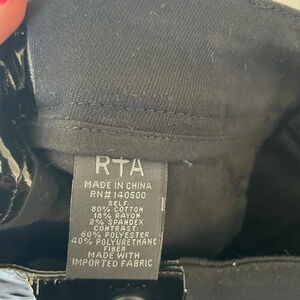 R†A
MADE IN CHINA
RN# 140500
SELF
80% COTTON
18% RAYON
2% SPANDEX
CONTRAST:
60% POLYESTER
40% POLYURETHANE
FIBER
MADE WITH
IMPORTED FABRIC